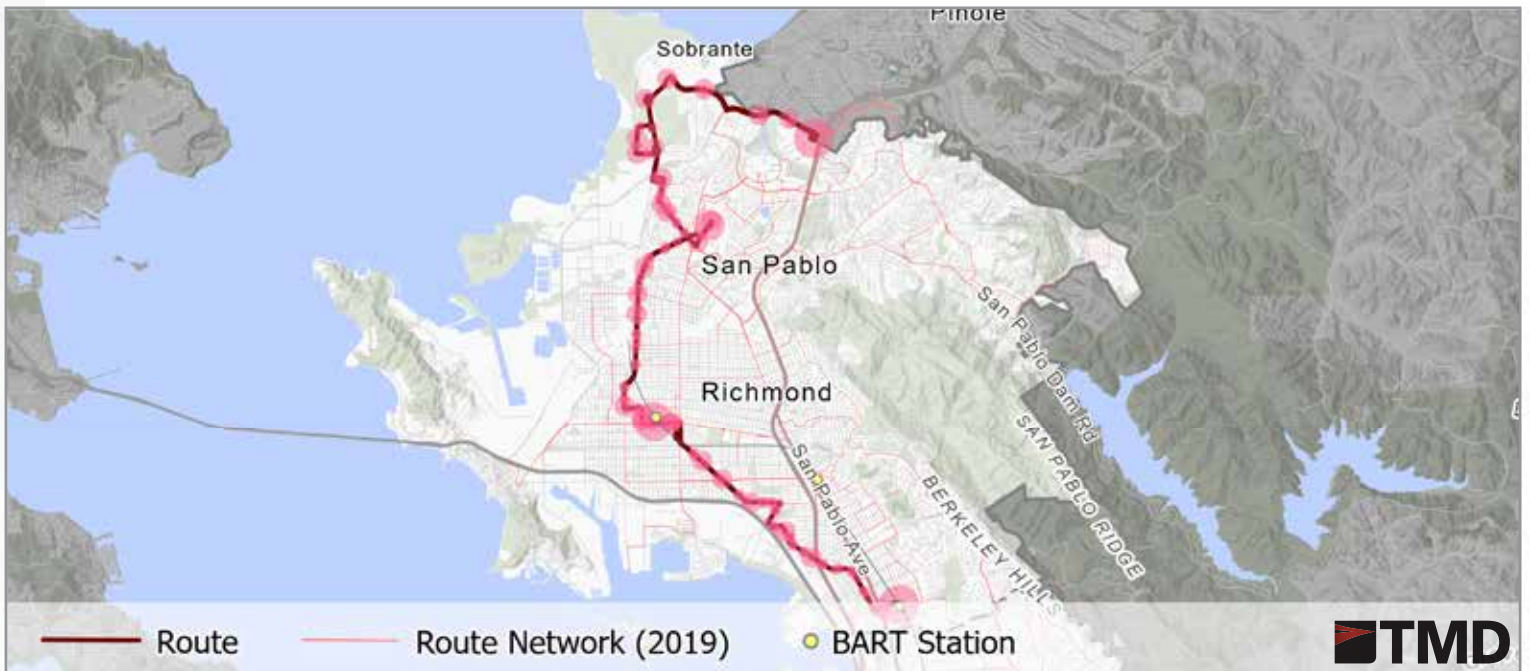 Pinole
Sobrante
San Pablo
San Pablo Dam Rd
Richmond
SAN PABLO RIDGE
San Pablo Ave
BERKELEY HILLS
Route
Route Network (2019)
BART Station
TMD